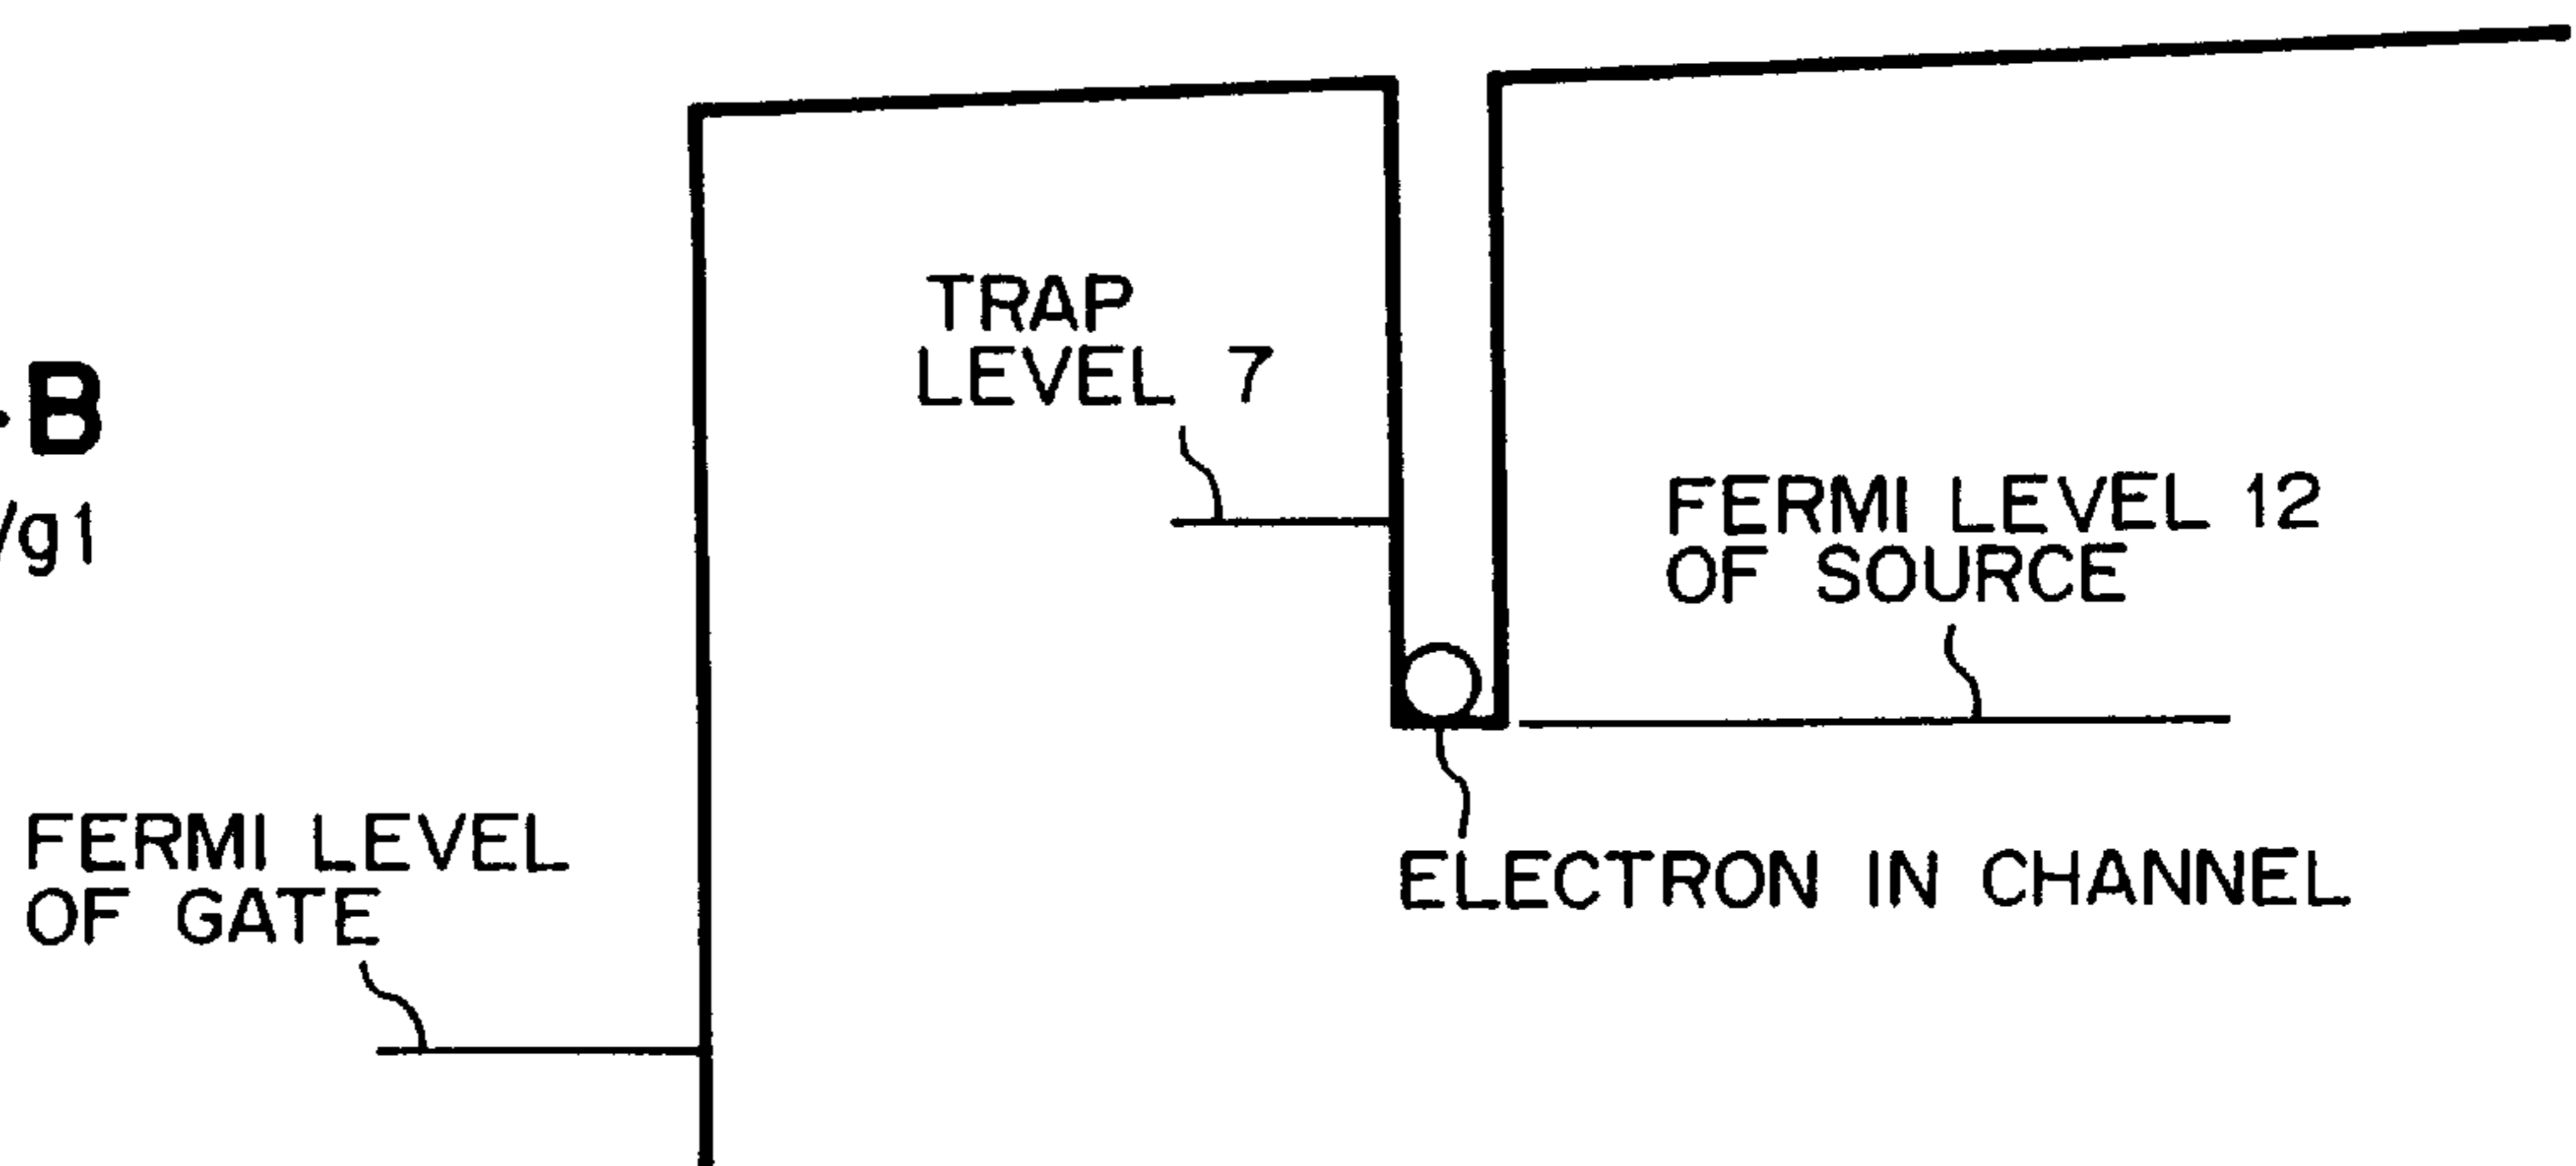 B
g1
TRAP
LEVEL 7
FERMI LEVEL 12
OF SOURCE
FERMI LEVEL
OF GATE
ELECTRON IN CHANNEL